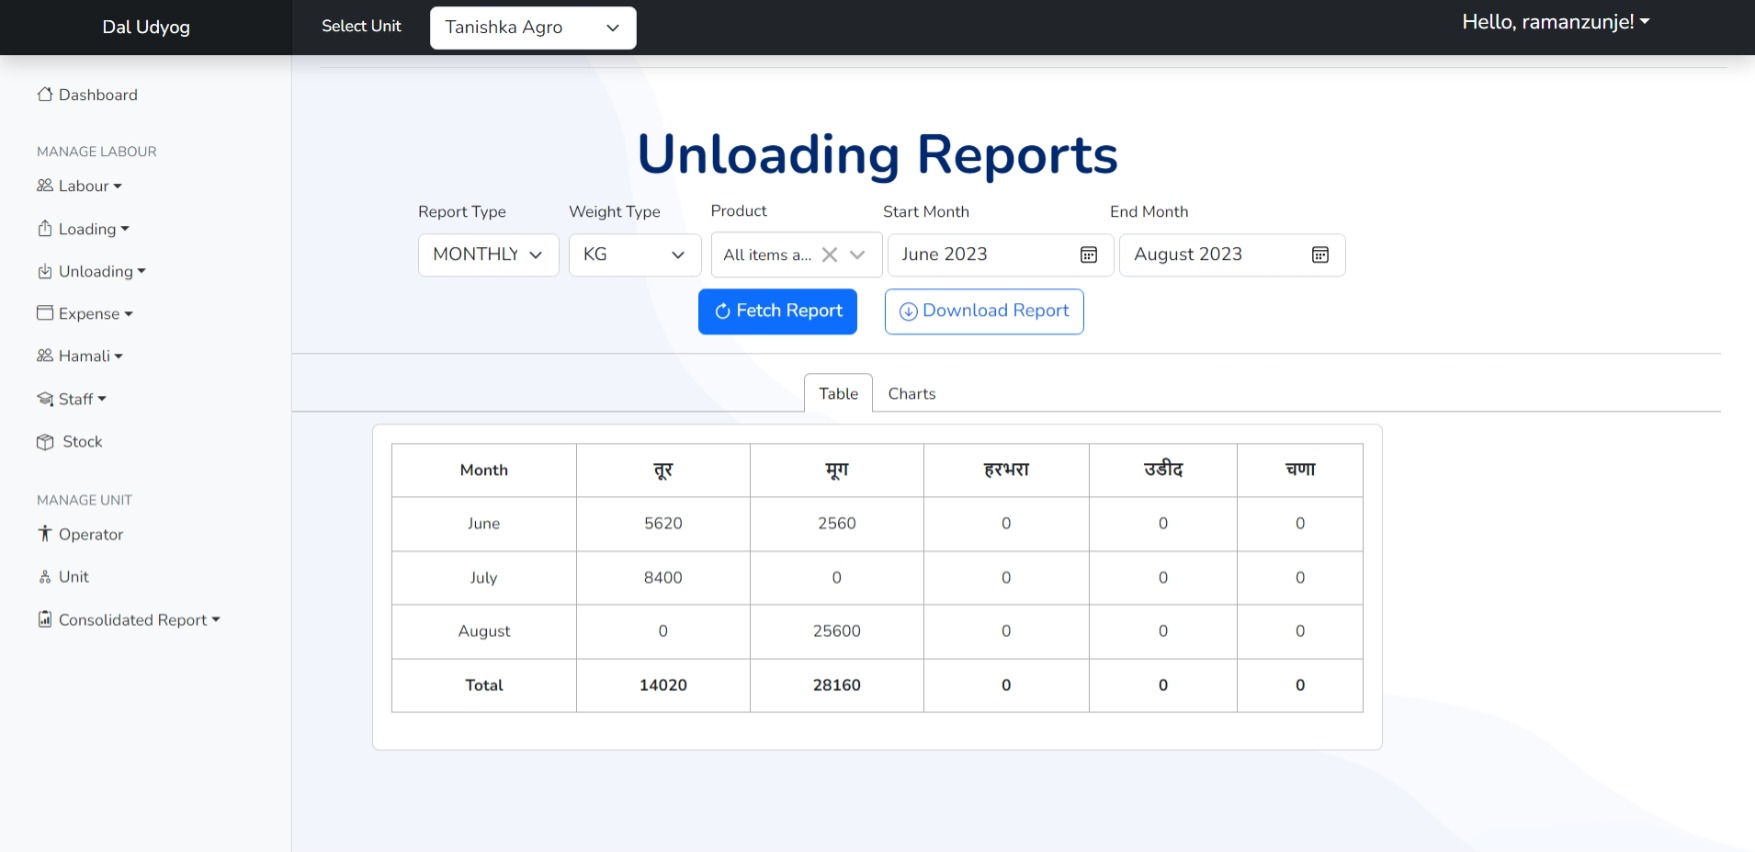 Dal Udyog
Select Unit
Tanishka Agro
Hello, ramanzunje!
Dashboard
MANAGE LABOUR
Labour
Loading
Unloading
Expense
Hamali
Staff
Stock
MANAGE UNIT
Operator
Unit
Consolidated Report
Unloading Reports
Report Type Weight Type Product Start Month End Month
MONTHLY KG All items a... June 2023 August 2023
Fetch Report Download Report
Table Charts
Month तूर मूग हरभरा उडीद चणा
June 5620 2560 0 0 0
July 8400 0 0 0 0
August 0 25600 0 0 0
Total 14020 28160 0 0 0